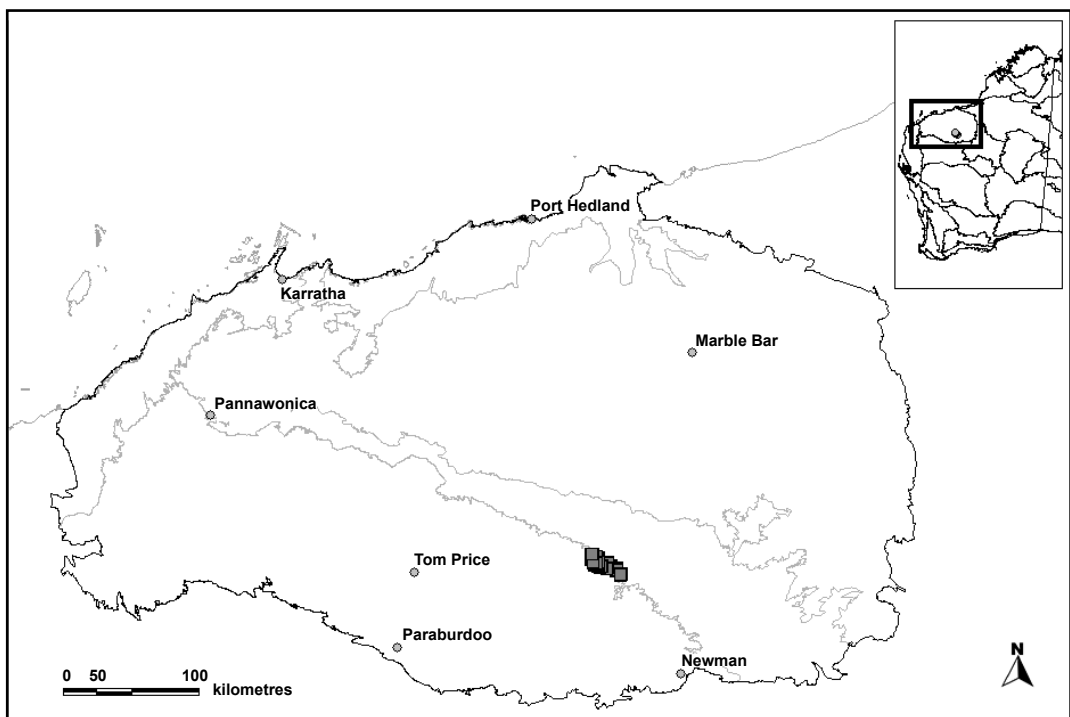 Port Hedland
Karratha
Marble Bar
Pannawonica
Tom Price
Paraburdoo
Newman
0 50 100
kilometres
N